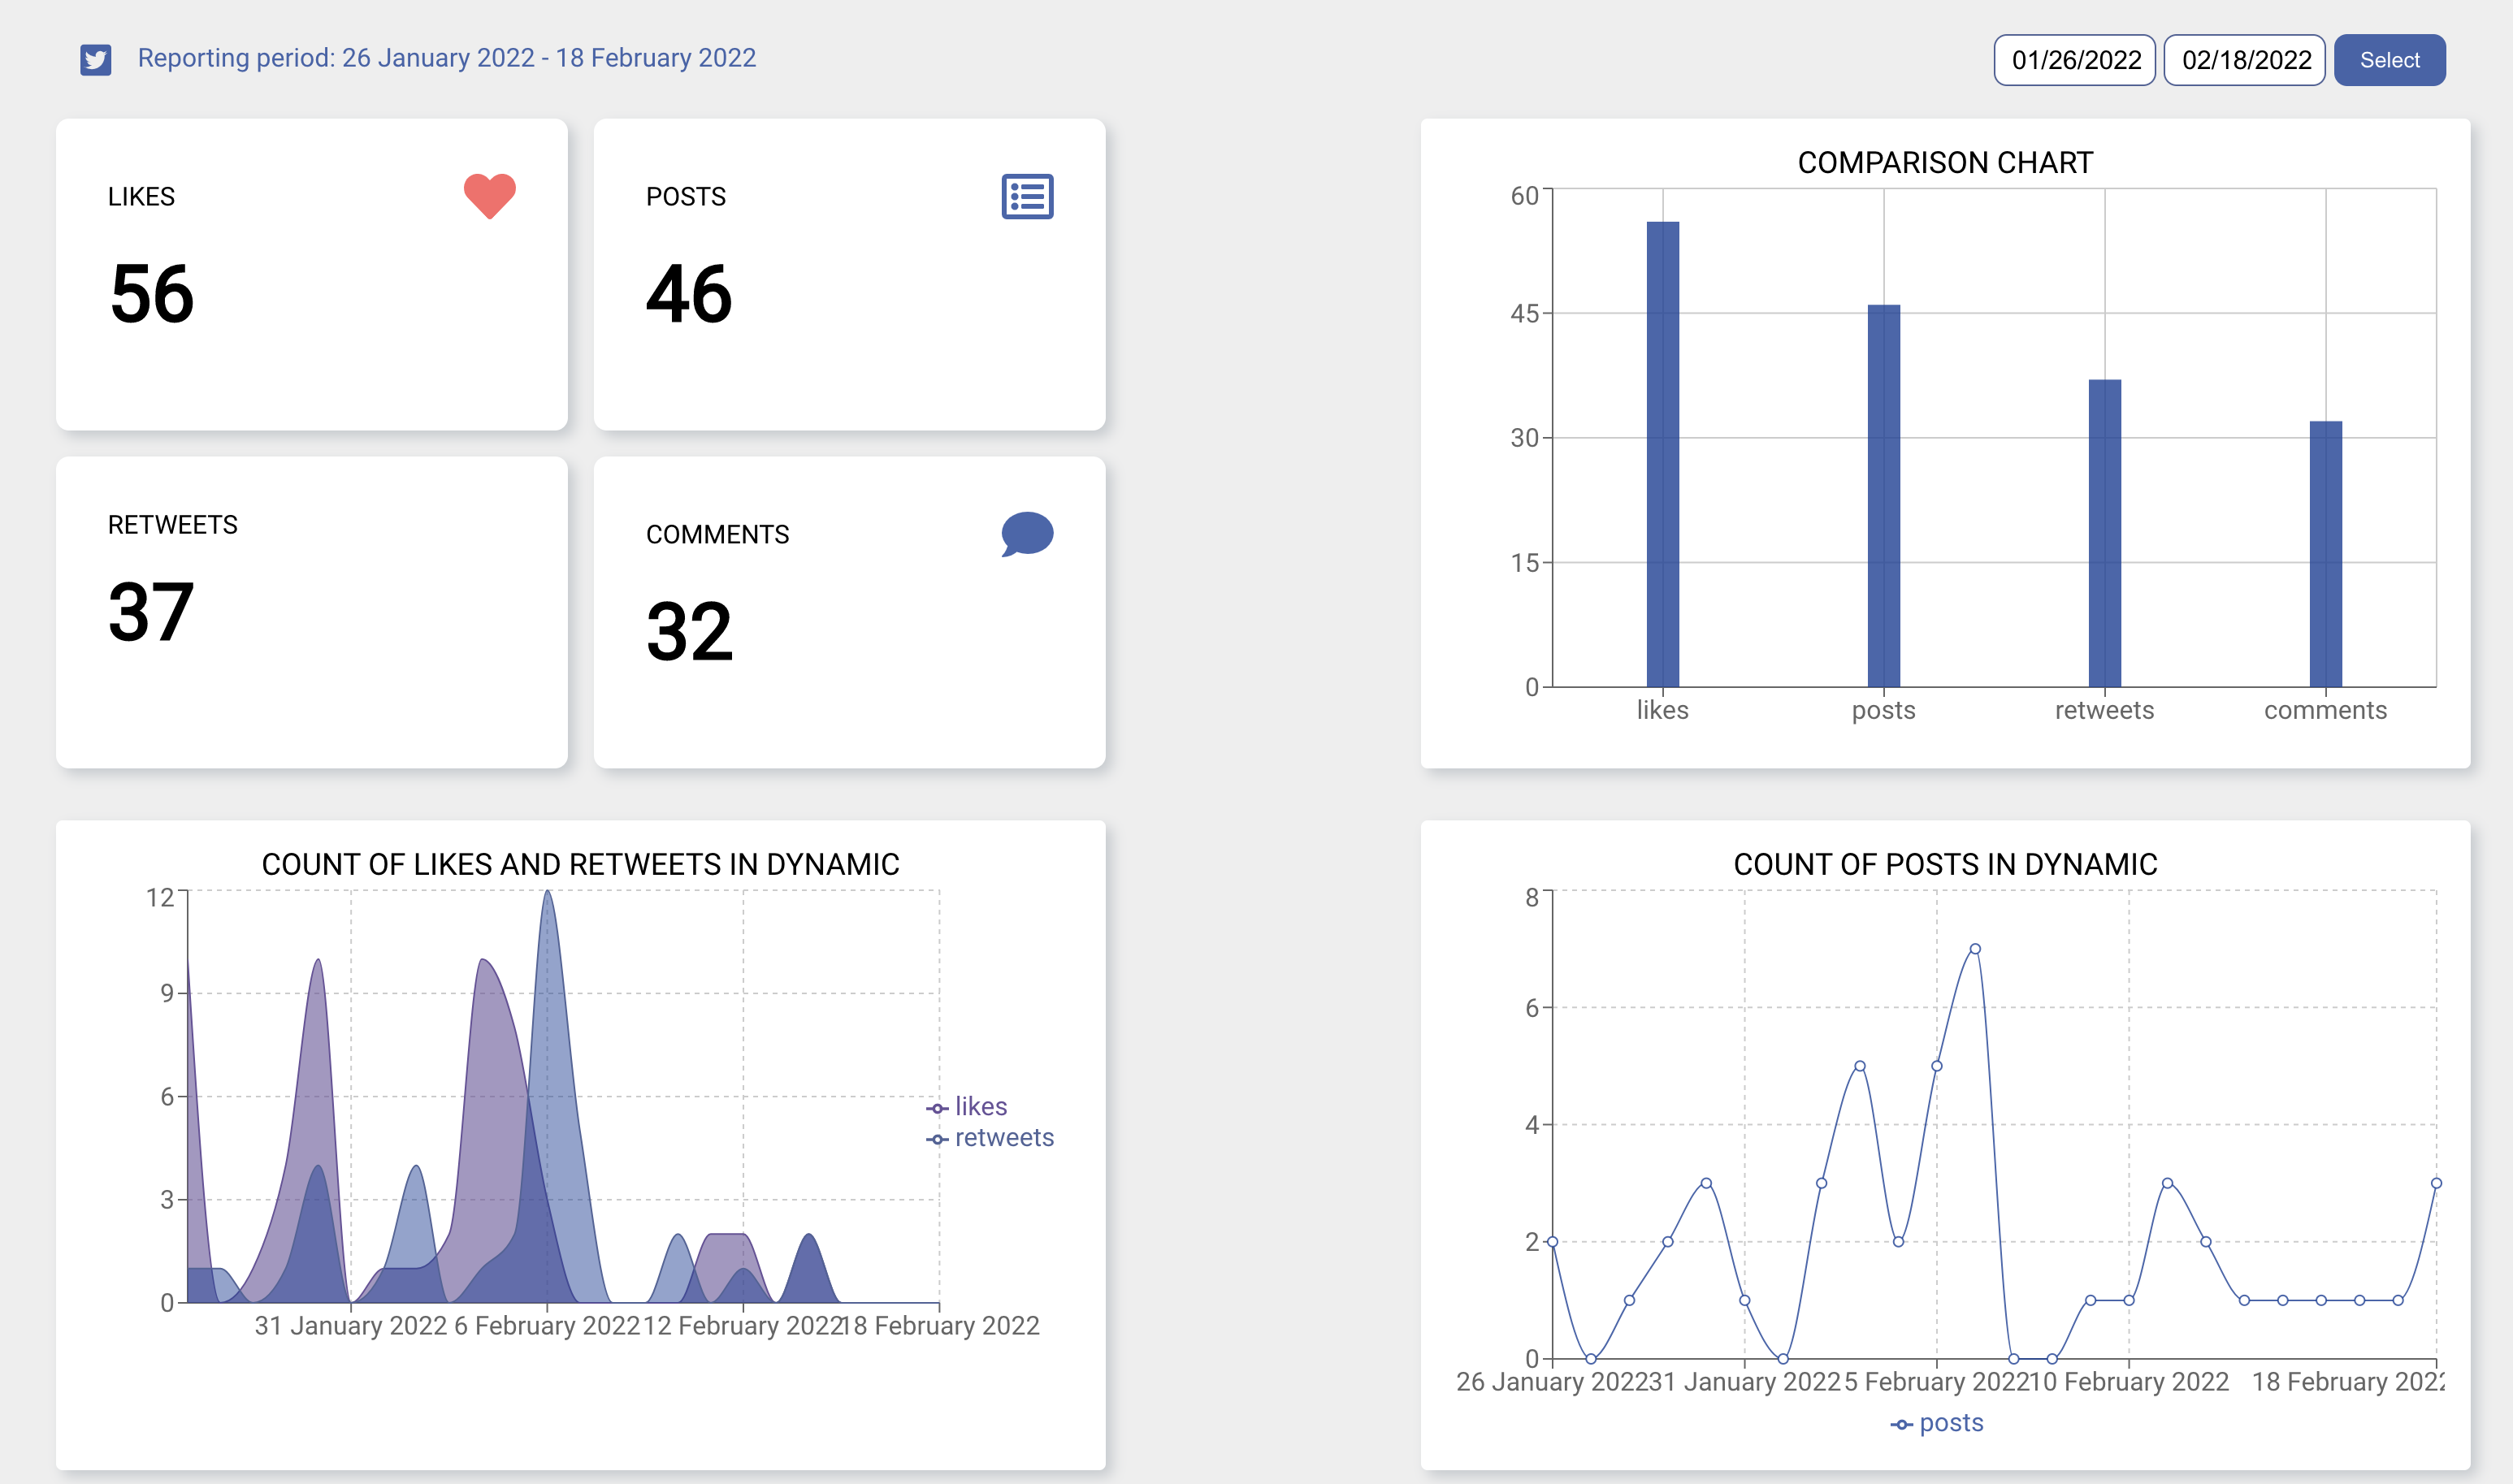 Reporting period: 26 January 2022 - 18 February 2022
01/26/2022
02/18/2022
Select
LIKES
56
POSTS
46
RETWEETS
37
COMMENTS
32
COMPARISON CHART
60
45
30
15
0
likes
posts
retweets
comments
COUNT OF LIKES AND RETWEETS IN DYNAMIC
12
9
6
3
0
31 January 2022
6 February 2022
12 February 2022
18 February 2022
likes
retweets
COUNT OF POSTS IN DYNAMIC
8
6
4
2
0
26 January 2022
31 January 2022
5 February 2022
10 February 2022
18 February 2022
posts